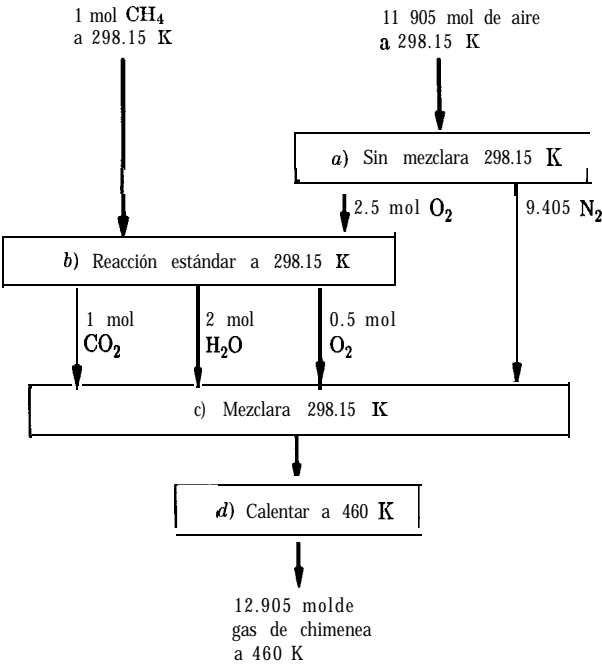 1 mol CH₄
a 298.15 K
11 905 mol de aire
a 298.15 K
a) Sin mezclara 298.15 K
2.5 mol O₂
9.405 N₂
b) Reacción estándar a 298.15 K
1 mol
CO₂
2 mol
H₂O
0.5 mol
O₂
c) Mezclara 298.15 K
d) Calentar a 460 K
12.905 molde
gas de chimenea
a 460 K